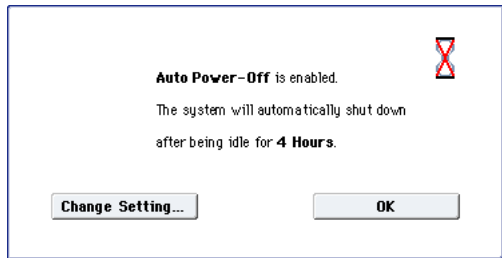 Auto Power-Off is enabled.
The system will automatically shut down
after being idle for 4 Hours.
Change Setting... OK